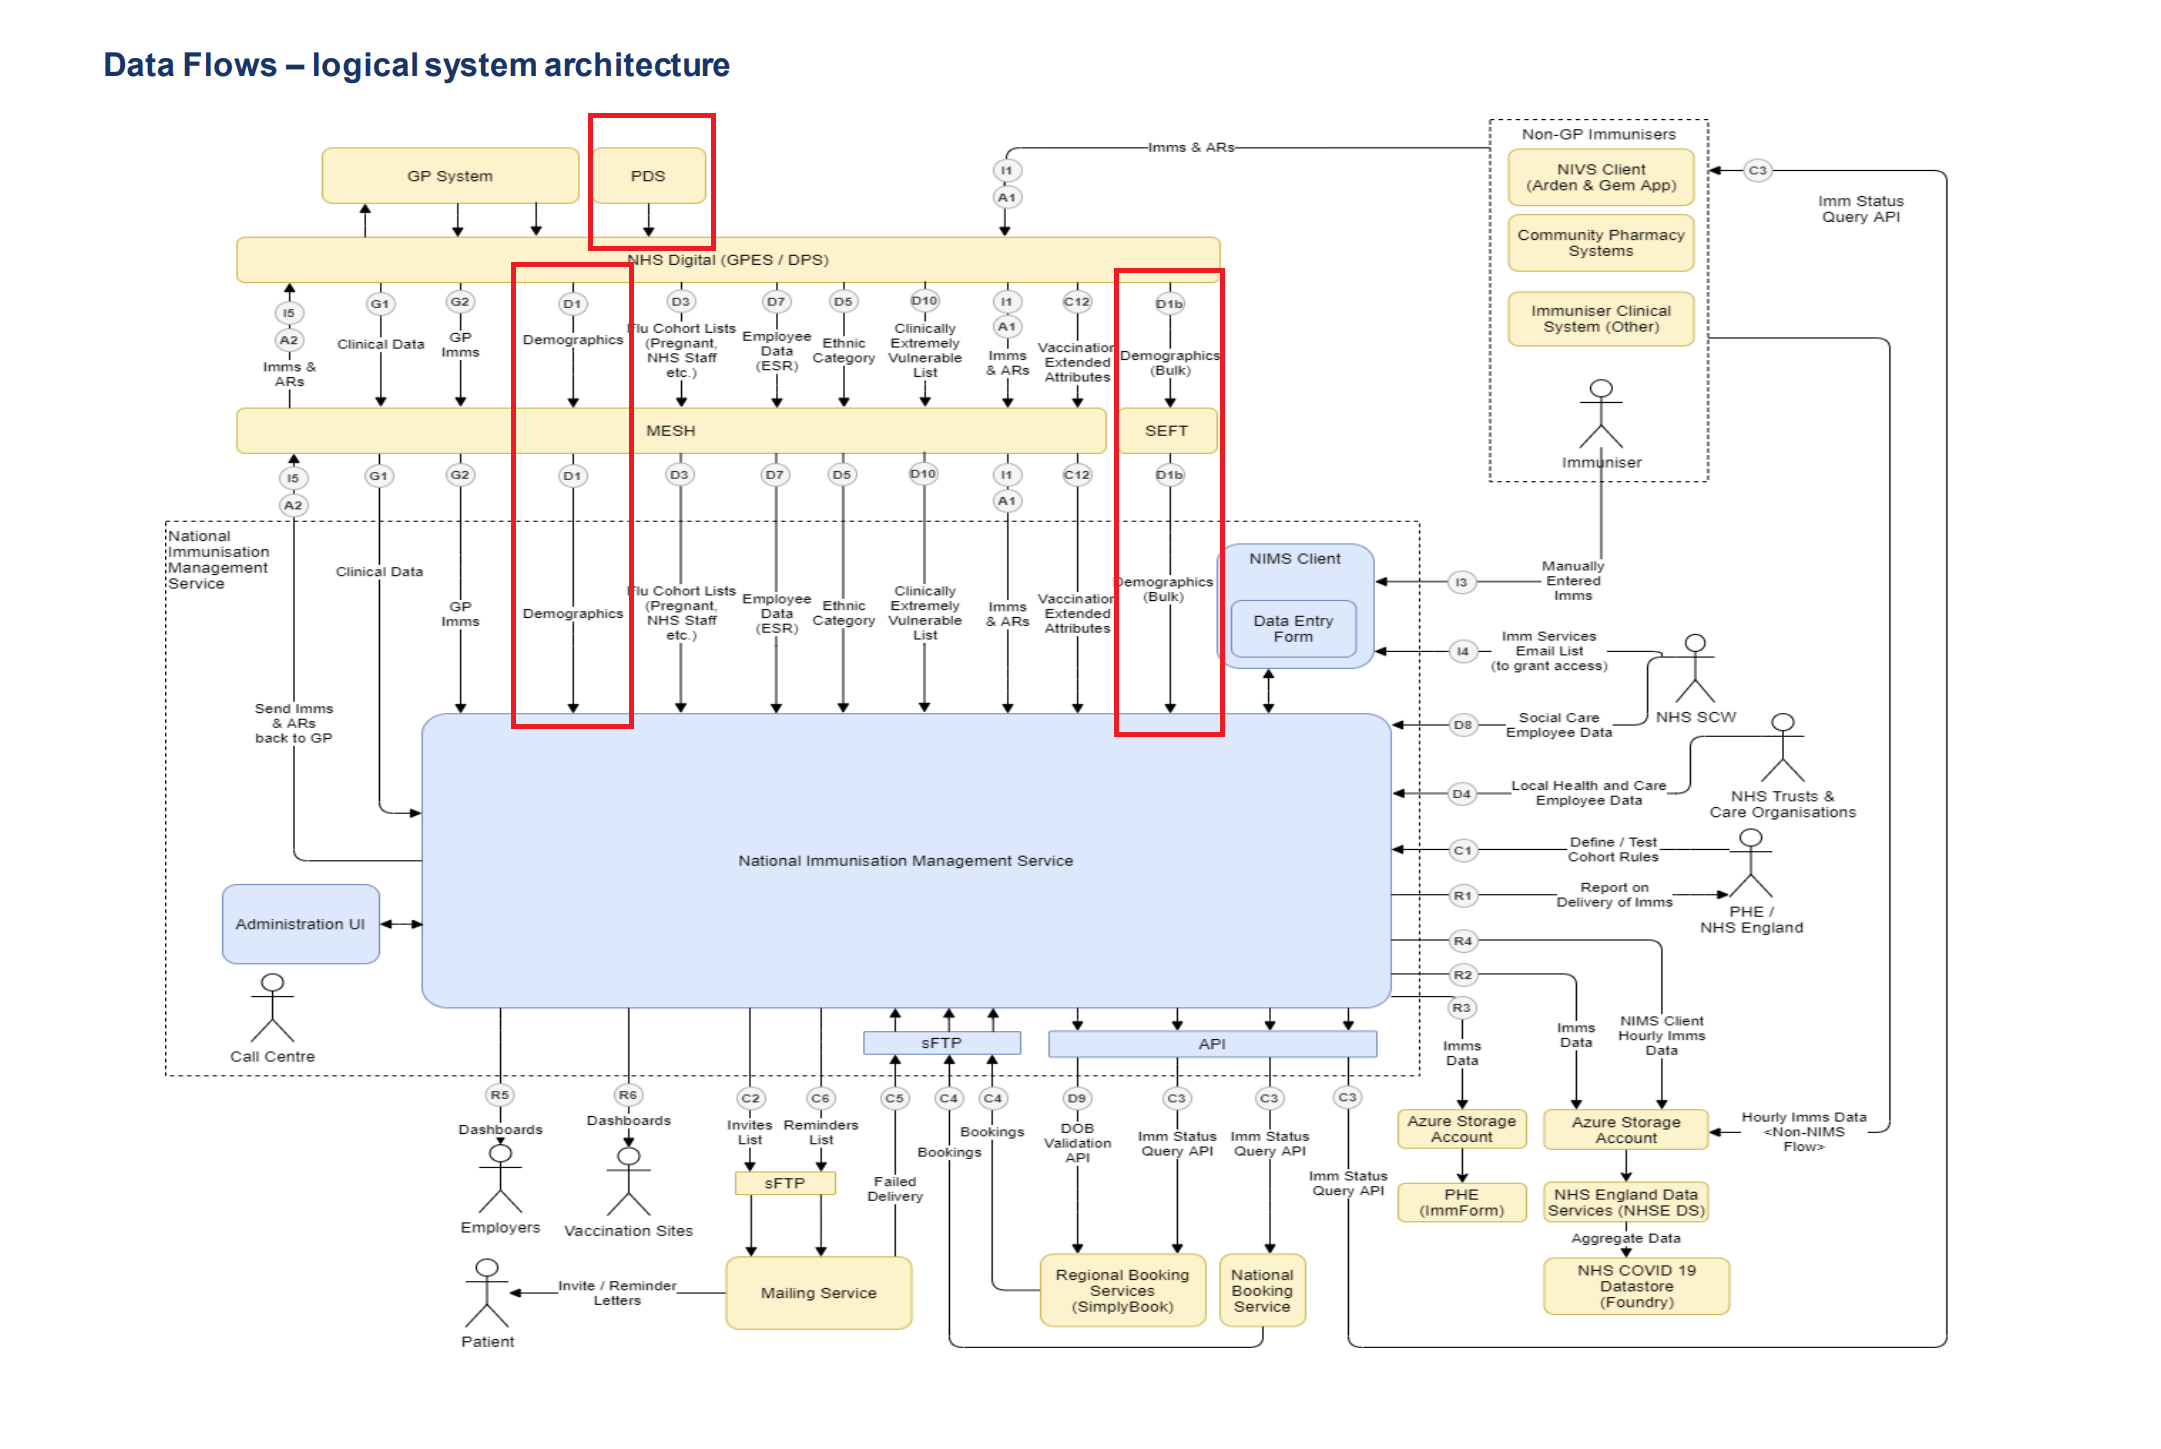 Data Flows – logical system architecture
GP System
PDS
Imms & ARs
I1
A1
Non-GP Immunisers
NIVS Client
(Arden & Gem App)
C3
Imm Status
Query API
Community Pharmacy
Systems
NHS Digital (GPES / DPS)
I5
A2
Imms &
ARs
G1
Clinical Data
G2
GP
Imms
D1
Demographics
D3
Flu Cohort Lists
(Pregnant,
NHS Staff
etc.)
D7
Employee
Data
(ESR)
D5
Ethnic
Category
D10
Clinically
Extremely
Vulnerable
List
I1
A1
Imms
& ARs
C12
Vaccination
Extended
Attributes
D1b
Demographics
(Bulk)
Immuniser Clinical
System (Other)
Immuniser
MESH
SEFT
I5
A2
G1
G2
D1
D3
D7
D5
D10
I1
A1
C12
D1b
National
Immunisation
Management
Service
Clinical Data
GP
Imms
Demographics
Flu Cohort Lists
(Pregnant,
NHS Staff
etc.)
Employee
Data
(ESR)
Ethnic
Category
Clinically
Extremely
Vulnerable
List
Imms
& ARs
Vaccination
Extended
Attributes
Demographics
(Bulk)
NIMS Client
Data Entry
Form
I3
Manually
Entered
Imms
I4
Imm Services
Email List
(to grant access)
NHS SCW
D8
Social Care
Employee Data
Send Imms
& ARs
back to GP
D4
Local Health and Care
Employee Data
NHS Trusts &
Care Organisations
National Immunisation Management Service
C1
Define / Test
Cohort Rules
R1
Report on
Delivery of Imms
PHE /
NHS England
Administration UI
Call Centre
R4
R2
R3
Imms
Data
Imms
Data
NIMS Client
Hourly Imms
Data
sFTP
API
R5
Dashboards
Employers
R6
Dashboards
Vaccination Sites
C2
Invites
List
C6
Reminders
List
sFTP
C5
Failed
Delivery
C4
Bookings
C4
Bookings
D9
DOB
Validation
API
C3
Imm Status
Query API
C3
Imm Status
Query API
C3
Imm Status
Query API
Azure Storage
Account
Azure Storage
Account
Hourly Imms Data
<Non-NIMS
Flow>
PHE
(ImmForm)
NHS England Data
Services (NHSE DS)
Aggregate Data
NHS COVID 19
Datastore
(Foundry)
Patient
Invite / Reminder
Letters
Mailing Service
Regional Booking
Services
(SimplyBook)
National
Booking
Service